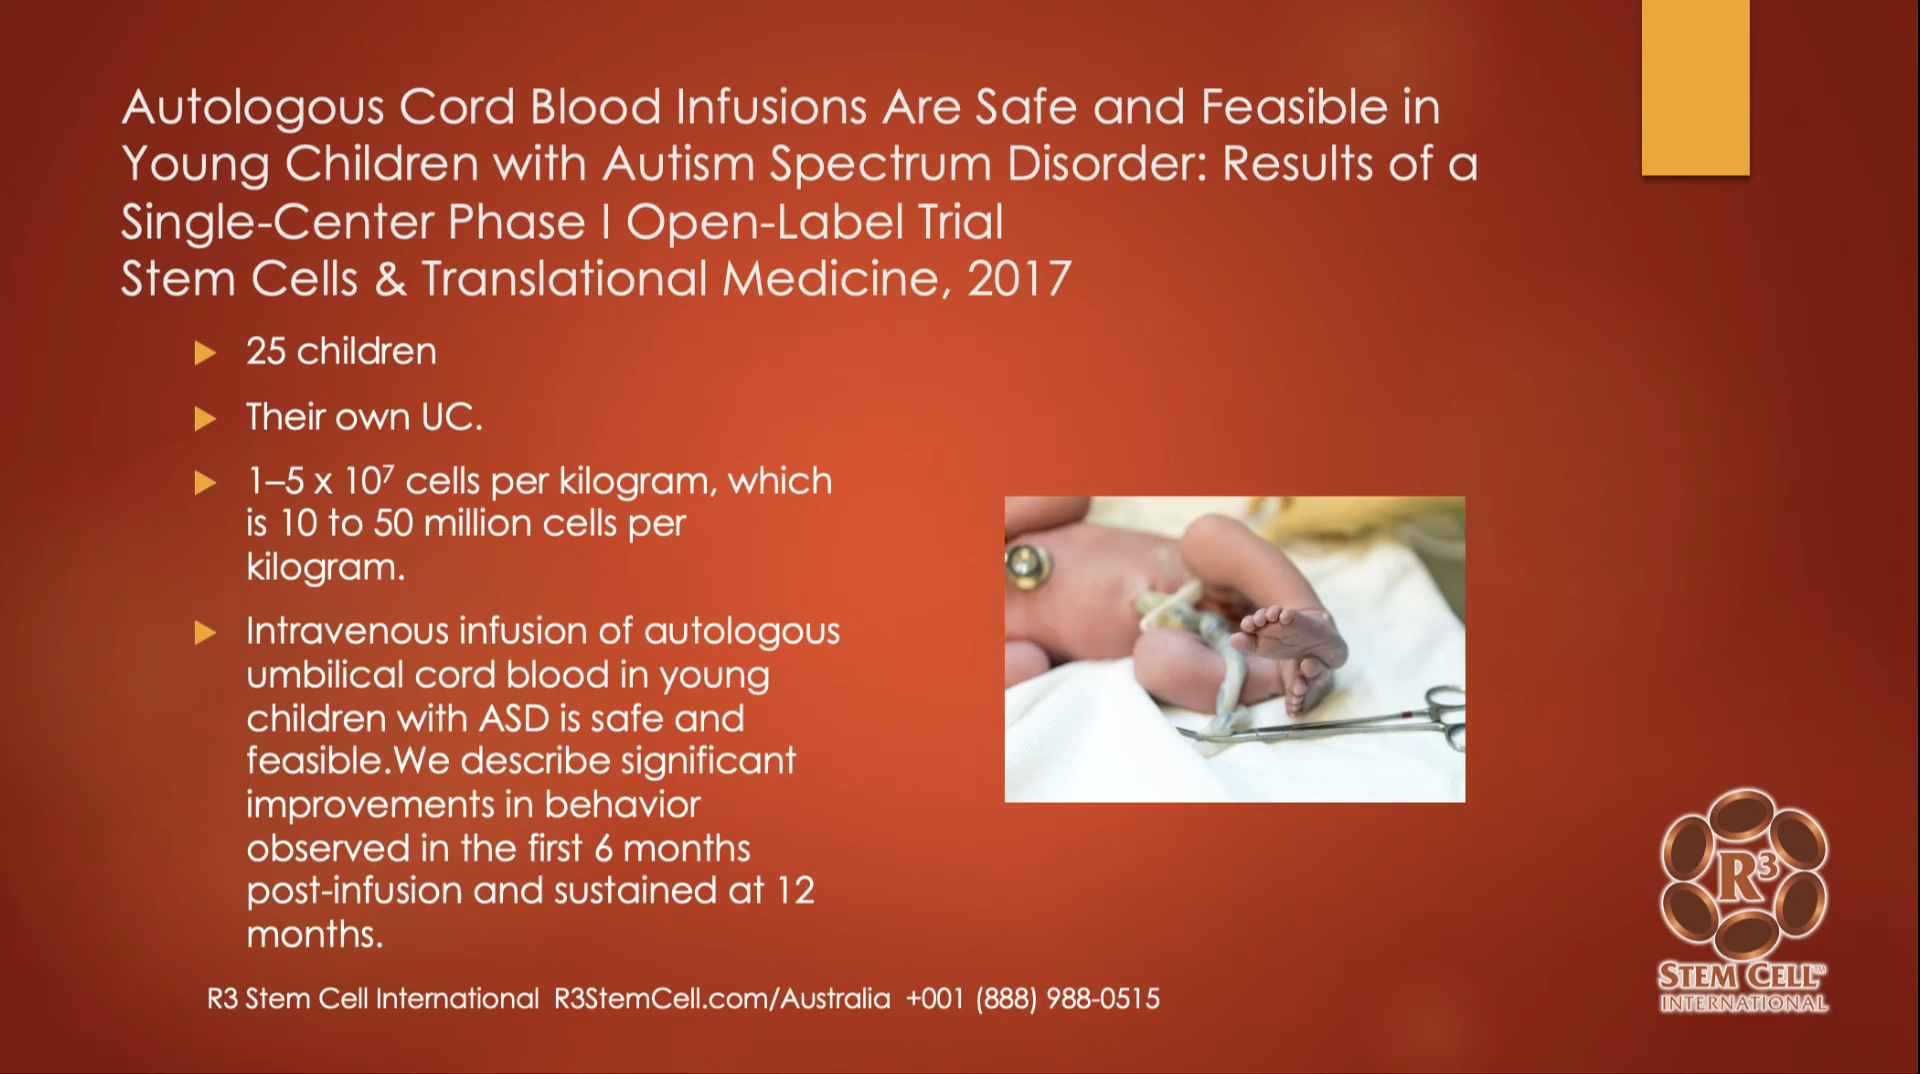 Autologous Cord Blood Infusions Are Safe and Feasible in
Young Children with Autism Spectrum Disorder: Results of a
Single-Center Phase I Open-Label Trial
Stem Cells & Translational Medicine, 2017
25 children
Their own UC.
1–5 x 10⁷ cells per kilogram, which
is 10 to 50 million cells per
kilogram.
Intravenous infusion of autologous
umbilical cord blood in young
children with ASD is safe and
feasible.We describe significant
improvements in behavior
observed in the first 6 months
post-infusion and sustained at 12
months.
R3 Stem Cell International R3StemCell.com/Australia +001 (888) 988-0515
R³
STEM CELL™
INTERNATIONAL